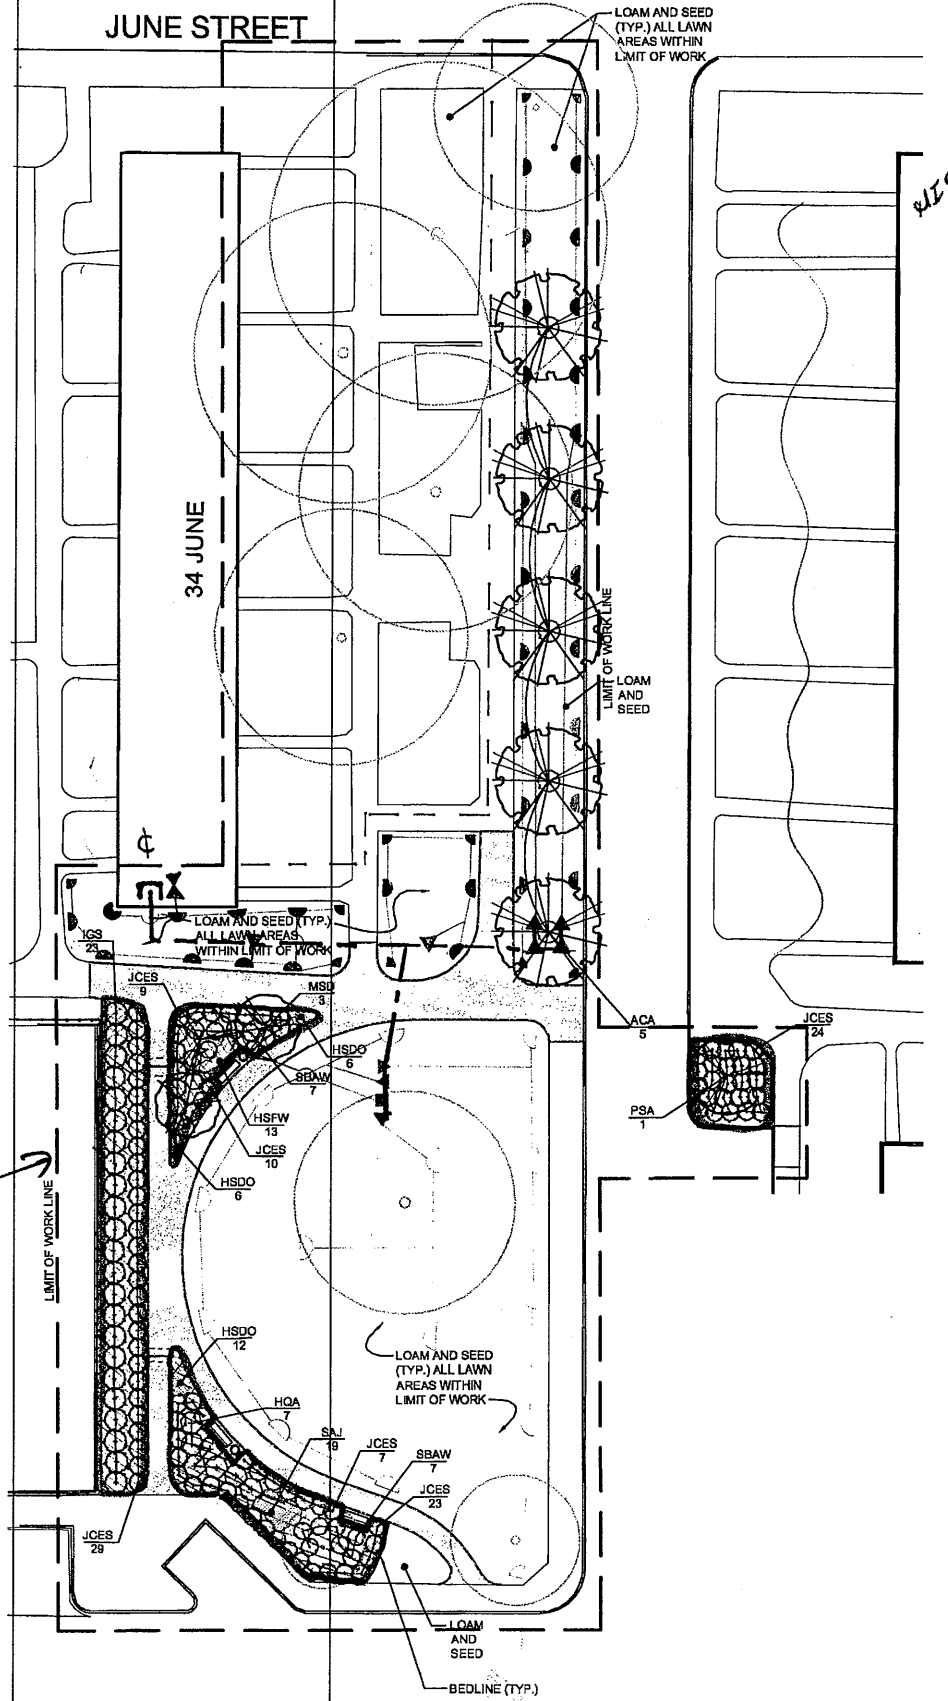 JUNE STREET
LOAM AND SEED
(TYP.) ALL LAWN
AREAS WITHIN
LIMIT OF WORK
34 JUNE
LIMIT OF WORK LINE
LOAM
AND
SEED
LOAM AND SEED (TYP.)
ALL LAWN AREAS
WITHIN LIMIT OF WORK
IGS
23
JCES
9
MSD
3
HSDO
6
SBAW
7
HSFW
13
JCES
10
HSDO
6
ACA
5
JCES
24
PSA
1
LIMIT OF WORK LINE
HSDO
12
HQA
7
SAJ
19
JCES
7
SBAW
7
JCES
23
LOAM AND SEED
(TYP.) ALL LAWN
AREAS WITHIN
LIMIT OF WORK
JCES
29
LOAM
AND
SEED
BEDLINE (TYP.)